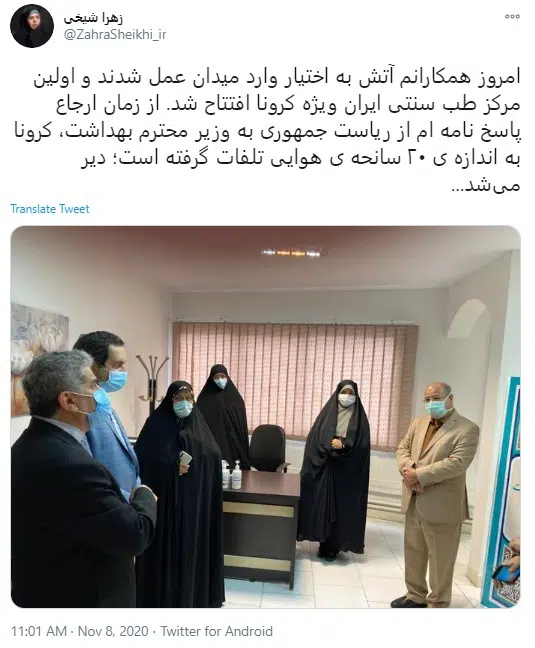 زهرا شیخی
@ZahraSheikhi_ir
امروز همکارانم آتش به اختیار وارد میدان عمل شدند و اولین
مرکز طب سنتی ایران ویژه کرونا افتتاح شد. از زمان ارجاع
پاسخ نامه ام از ریاست جمهوری به وزیر محترم بهداشت، کرونا
به اندازه ی ۲۰ سانحه ی هوایی تلفات گرفته است؛ دیر
می‌شد...
Translate Tweet
11:01 AM · Nov 8, 2020 · Twitter for Android